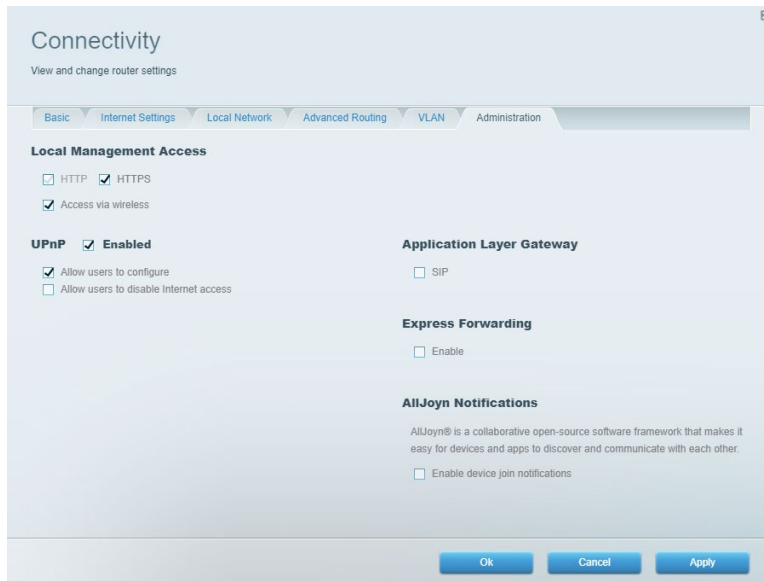 Connectivity
View and change router settings
Basic Internet Settings Local Network Advanced Routing VLAN Administration
Local Management Access
HTTP HTTPS
Access via wireless
UPnP Enabled
Allow users to configure
Allow users to disable Internet access
Application Layer Gateway
SIP
Express Forwarding
Enable
AllJoyn Notifications
AllJoyn® is a collaborative open-source software framework that makes it
easy for devices and apps to discover and communicate with each other.
Enable device join notifications
Ok Cancel Apply